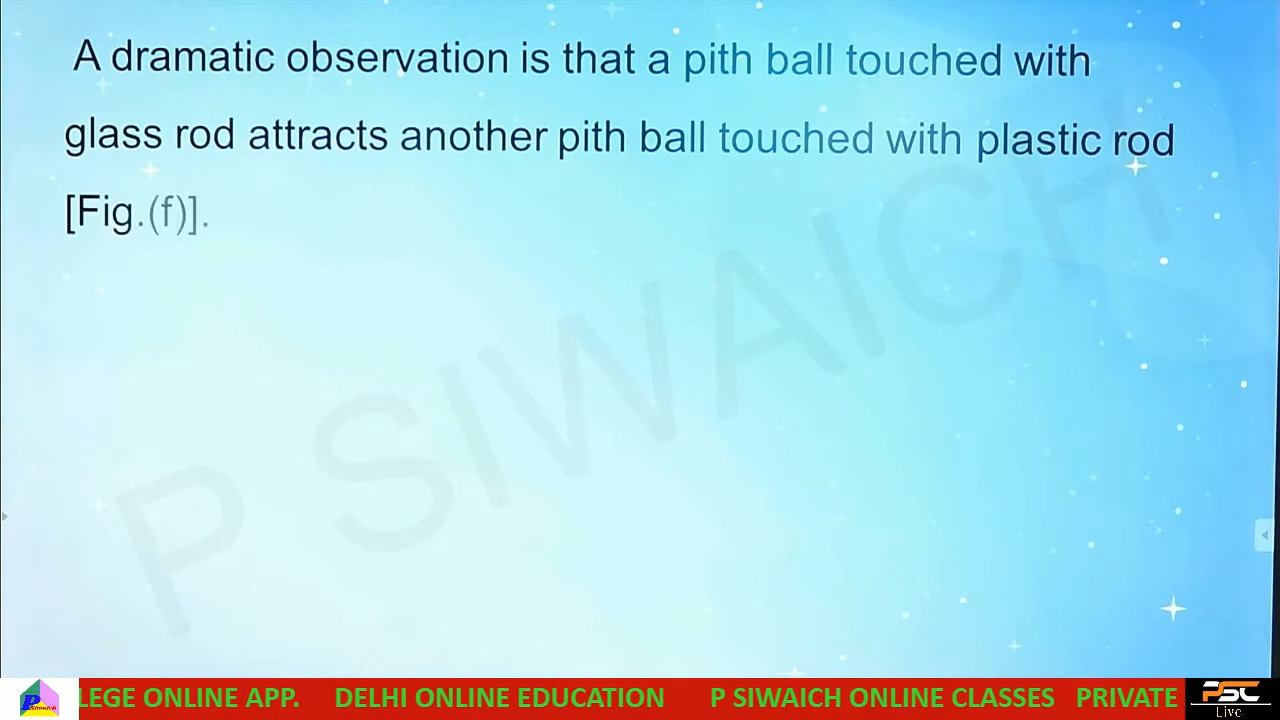 A dramatic observation is that a pith ball touched with
glass rod attracts another pith ball touched with plastic rod
[Fig.(f)].
P SIWAICH
LEGE ONLINE APP. DELHI ONLINE EDUCATION P SIWAICH ONLINE CLASSES PRIVATE
PSC
Live